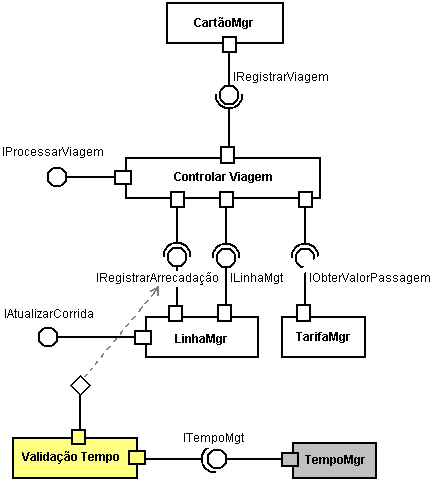 CartãoMgr
IRegistrarViagem
IProcessarViagem
Controlar Viagem
IRegistrarArrecadação
ILinhaMgt
IObterValorPassagem
IAtualizarCorrida
LinhaMgr
TarifaMgr
ITempoMgt
Validação Tempo
TempoMgr